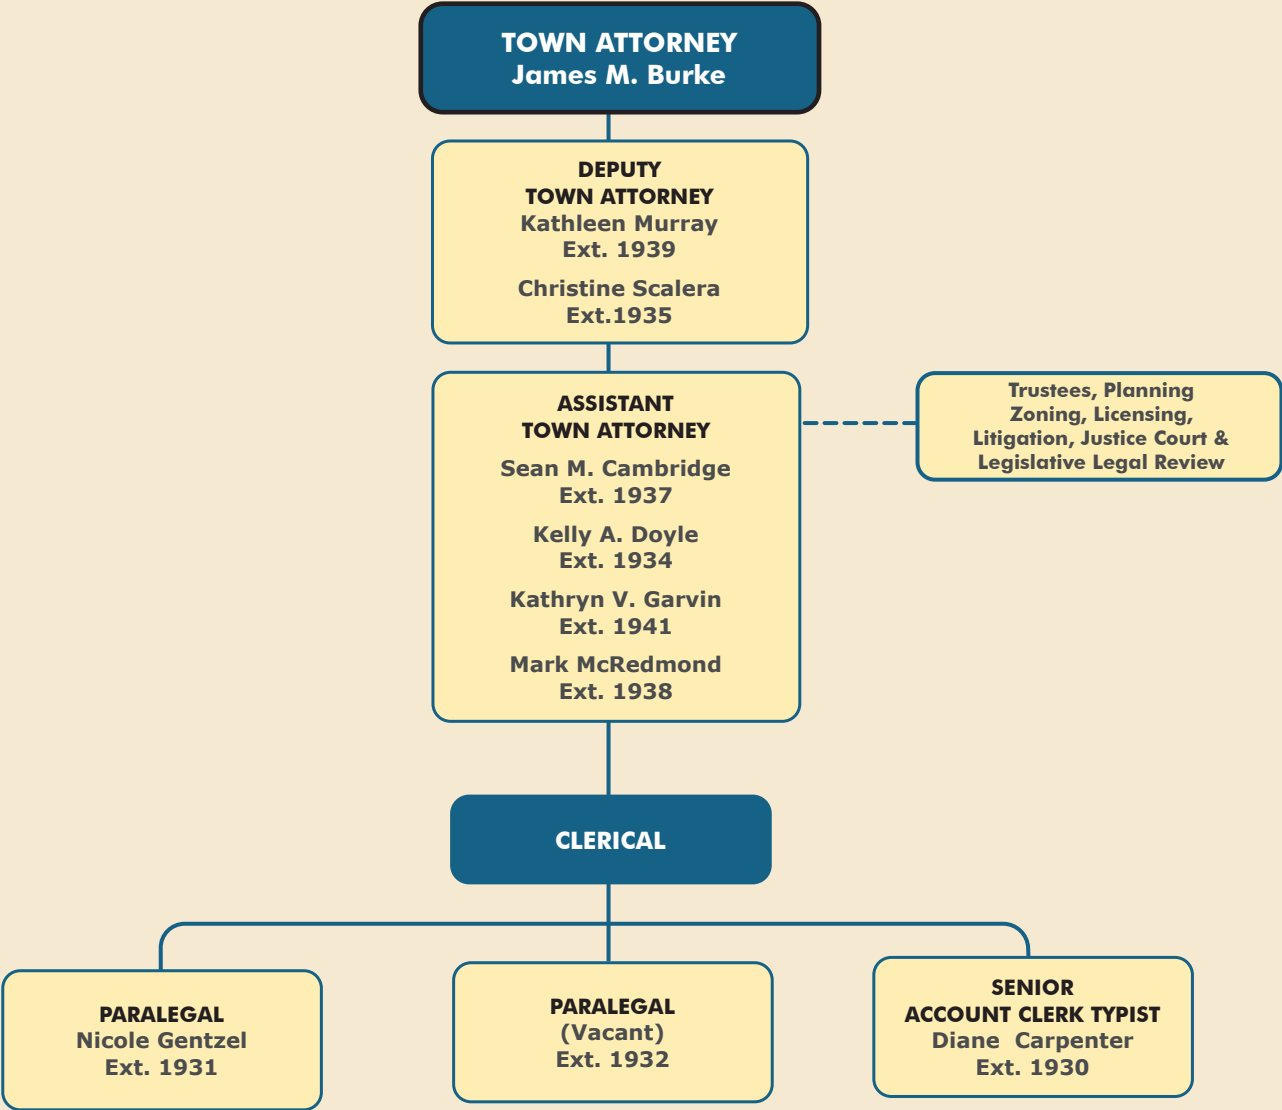 TOWN ATTORNEY
James M. Burke
DEPUTY
TOWN ATTORNEY
Kathleen Murray
Ext. 1939
Christine Scalera
Ext.1935
ASSISTANT
TOWN ATTORNEY
Sean M. Cambridge
Ext. 1937
Kelly A. Doyle
Ext. 1934
Kathryn V. Garvin
Ext. 1941
Mark McRedmond
Ext. 1938
Trustees, Planning
Zoning, Licensing,
Litigation, Justice Court &
Legislative Legal Review
CLERICAL
PARALEGAL
Nicole Gentzel
Ext. 1931
PARALEGAL
(Vacant)
Ext. 1932
SENIOR
ACCOUNT CLERK TYPIST
Diane  Carpenter
Ext. 1930